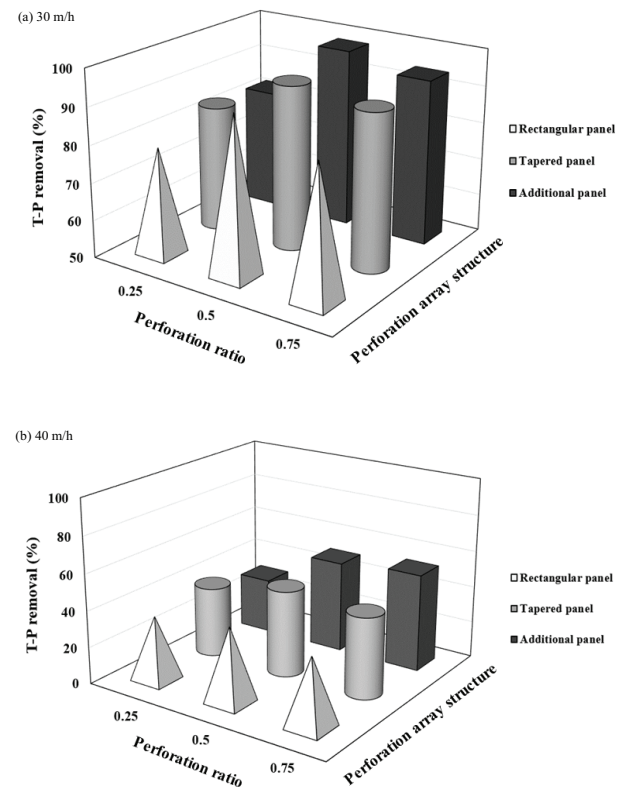 (a) 30 m/h
100
90
80
70
60
50
T-P removal (%)
0.25
0.5
0.75
Perforation ratio
Perforation array structure
Rectangular panel
Tapered panel
Additional panel
(b) 40 m/h
100
80
60
40
20
0
T-P removal (%)
0.25
0.5
0.75
Perforation ratio
Perforation array structure
Rectangular panel
Tapered panel
Additional panel